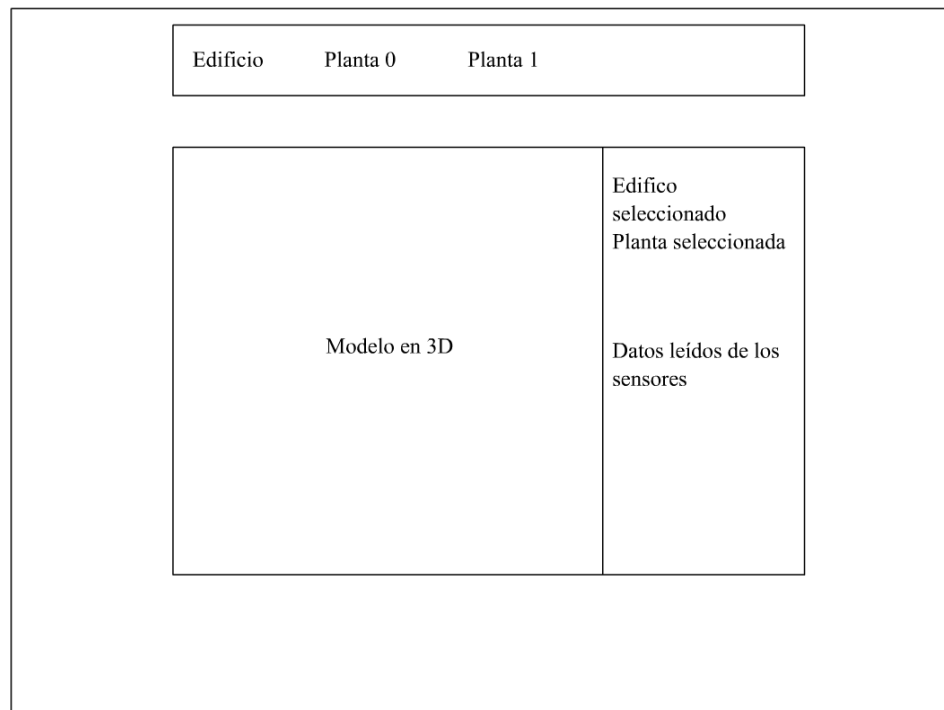 Edificio Planta 0 Planta 1
Edifico
seleccionado
Planta seleccionada
Modelo en 3D
Datos leídos de los
sensores